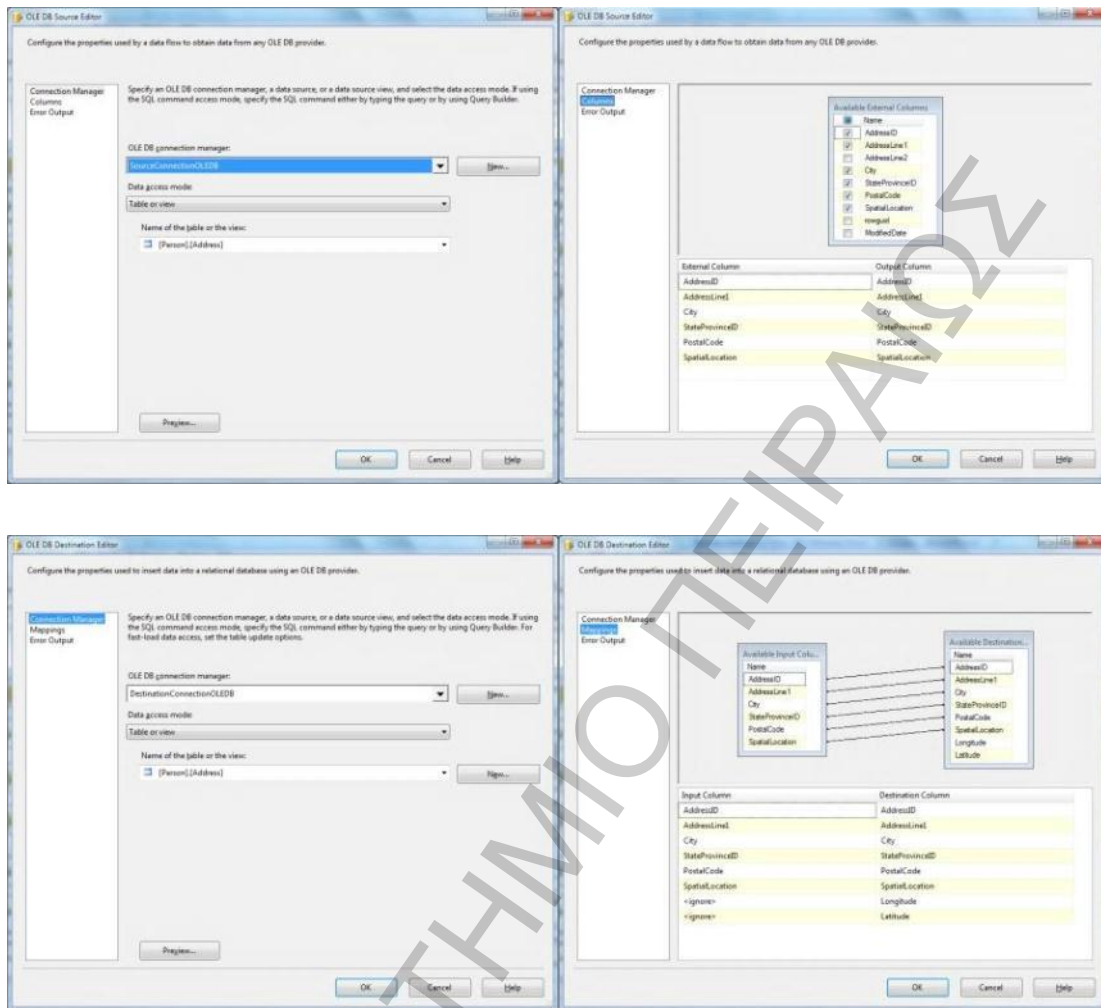 OLE DB Source Editor
Configure the properties used by a data flow to obtain data from any OLE DB provider.
Connection Manager
Columns
Error Output
Specify an OLE DB connection manager, a data source, or a data source view, and select the data access mode. If using
the SQL command access mode, specify the SQL command either by typing the query or by using Query Builder.
OLE DB connection manager:
SourceConnectionOLEDB
New...
Data access mode:
Table or view
Name of the table or the view:
[Person].[Address]
Preview...
OK
Cancel
Help
OLE DB Source Editor
Configure the properties used by a data flow to obtain data from any OLE DB provider.
Connection Manager
Columns
Error Output
Available External Columns
Name
AddressID
AddressLine1
AddressLine2
City
StateProvinceID
PostalCode
SpatialLocation
rowguid
ModifiedDate
External Column Output Column
AddressID AddressID
AddressLine1 AddressLine1
City City
StateProvinceID StateProvinceID
PostalCode PostalCode
SpatialLocation SpatialLocation
OK
Cancel
Help
OLE DB Destination Editor
Configure the properties used to insert data into a relational database using an OLE DB provider.
Connection Manager
Mappings
Error Output
Specify an OLE DB connection manager, a data source, or a data source view, and select the data access mode. If using
the SQL command access mode, specify the SQL command either by typing the query or by using Query Builder. For
fast-load data access, set the table update options.
OLE DB connection manager:
DestinationConnectionOLEDB
New...
Data access mode:
Table or view
Name of the table or the view:
[Person].[Address]
New...
Preview...
OK
Cancel
Help
OLE DB Destination Editor
Configure the properties used to insert data into a relational database using an OLE DB provider.
Connection Manager
Mappings
Error Output
Available Input Colu...
Name
AddressID
AddressLine1
City
StateProvinceID
PostalCode
SpatialLocation
Available Destination...
Name
AddressID
AddressLine1
City
StateProvinceID
PostalCode
SpatialLocation
Longitude
Latitude
Input Column Destination Column
AddressID AddressID
AddressLine1 AddressLine1
City City
StateProvinceID StateProvinceID
PostalCode PostalCode
SpatialLocation SpatialLocation
<ignore> Longitude
<ignore> Latitude
OK
Cancel
Help
ΤΗΜΙΟ ΠΕΙΡΑΙΩΣ